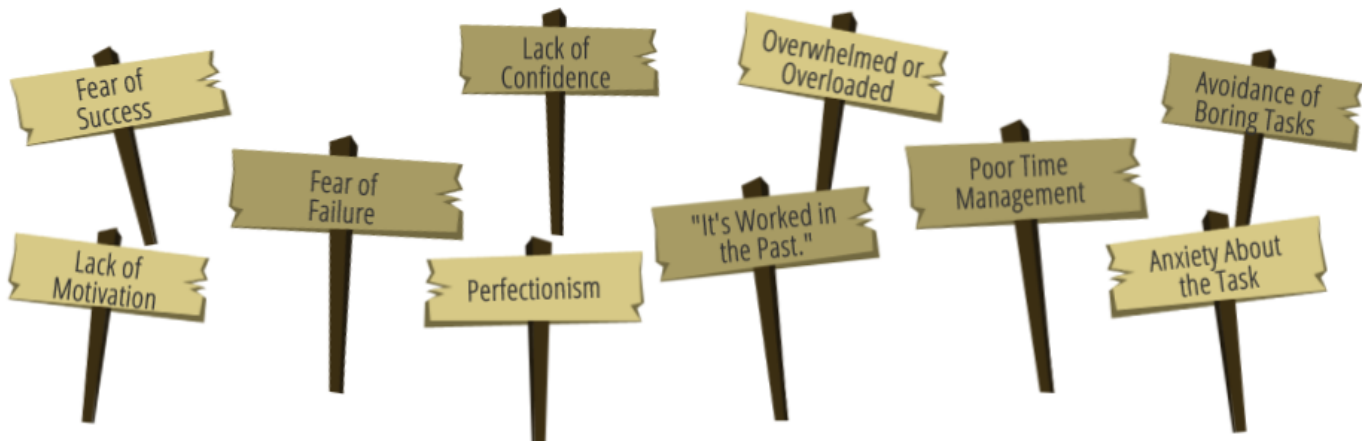 Fear of
Success
Lack of
Confidence
Overwhelmed or
Overloaded
Avoidance of
Boring Tasks
Fear of
Failure
Poor Time
Management
"It's Worked in
the Past."
Lack of
Motivation
Perfectionism
Anxiety About
the Task